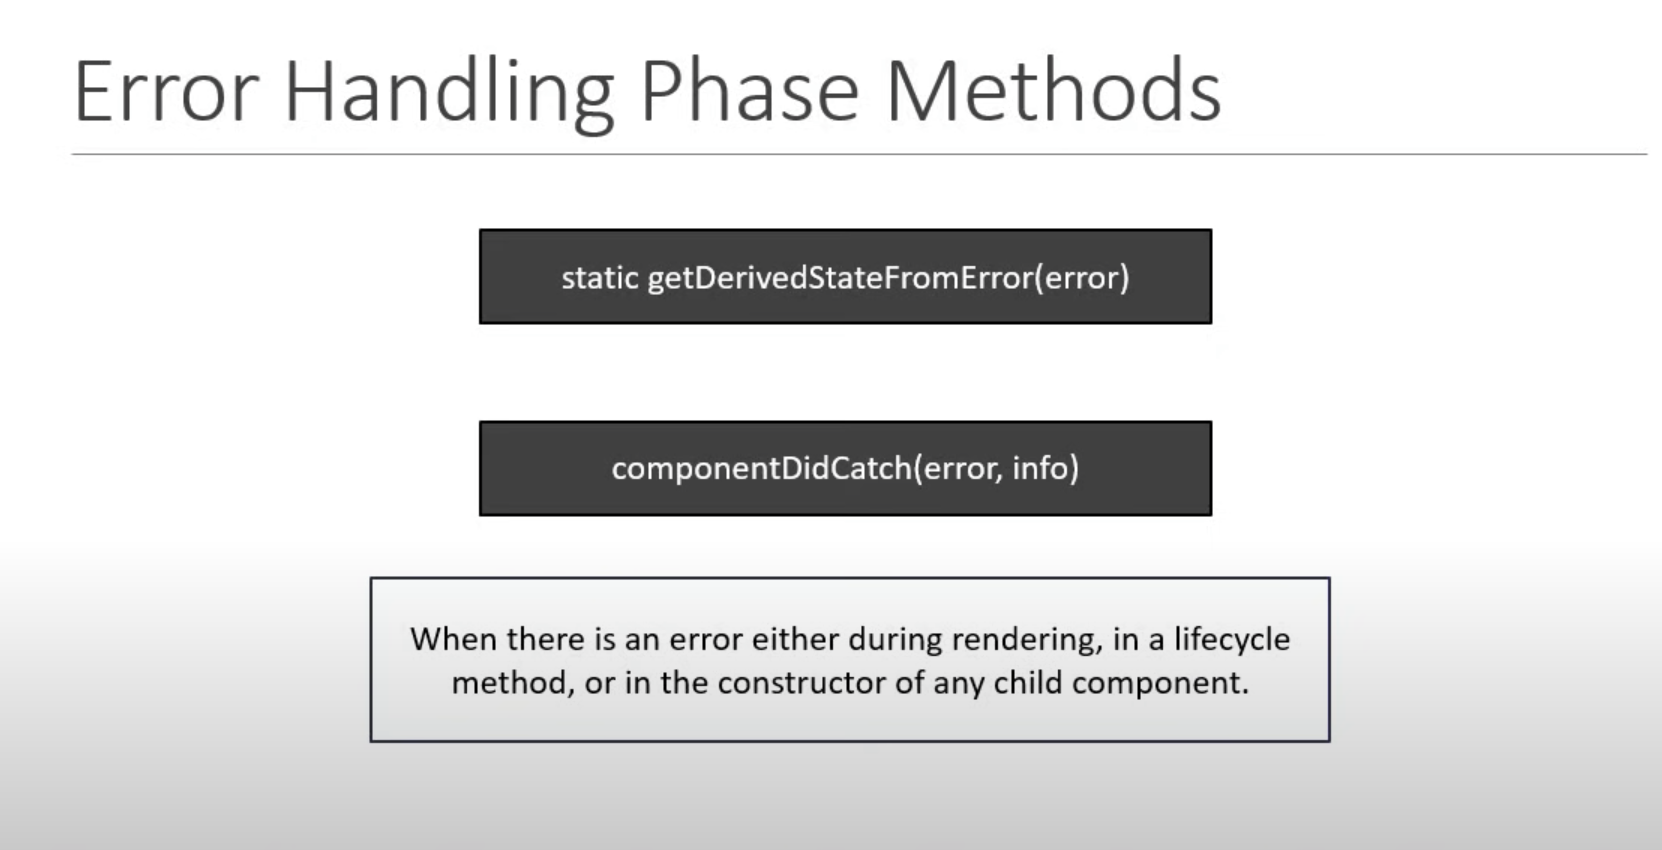 Error Handling Phase Methods
static getDerivedStateFromError(error)
componentDidCatch(error, info)
When there is an error either during rendering, in a lifecycle
method, or in the constructor of any child component.